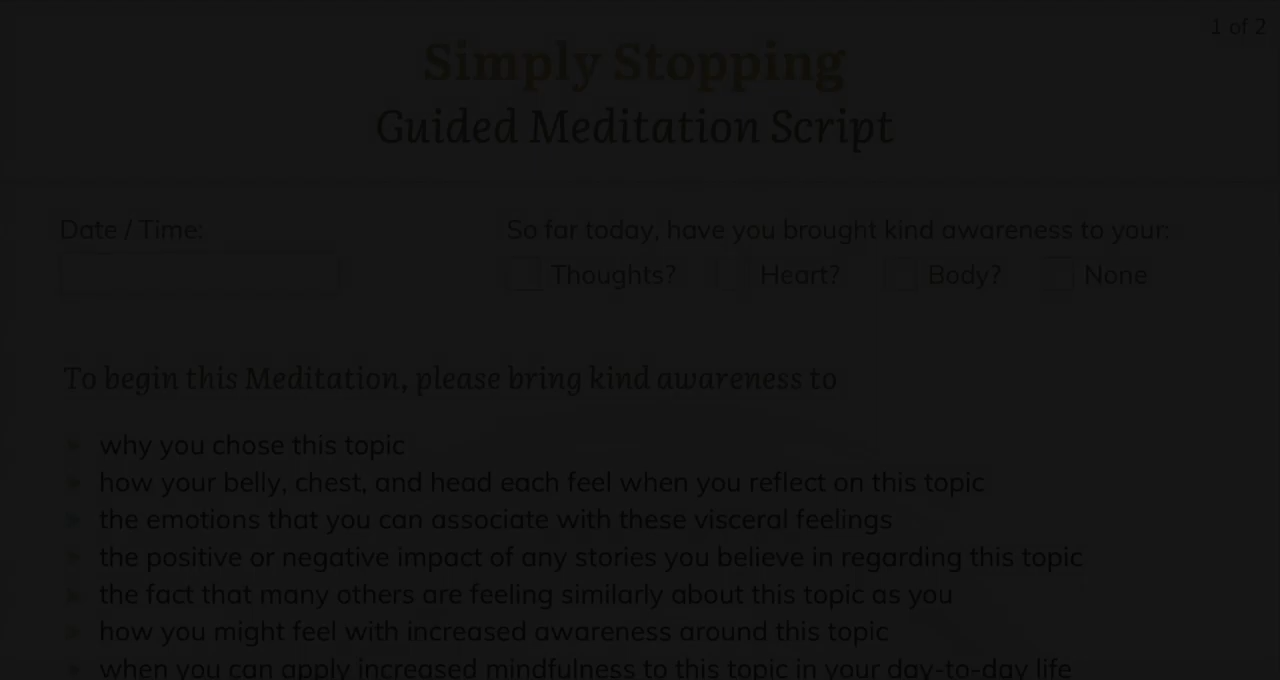 1 of 2
Simply Stopping
Guided Meditation Script
Date / Time:
So far today, have you brought kind awareness to your:
Thoughts? Heart? Body? None
To begin this Meditation, please bring kind awareness to
why you chose this topic
how your belly, chest, and head each feel when you reflect on this topic
the emotions that you can associate with these visceral feelings
the positive or negative impact of any stories you believe in regarding this topic
the fact that many others are feeling similarly about this topic as you
how you might feel with increased awareness around this topic
when you can apply increased mindfulness to this topic in your day-to-day life